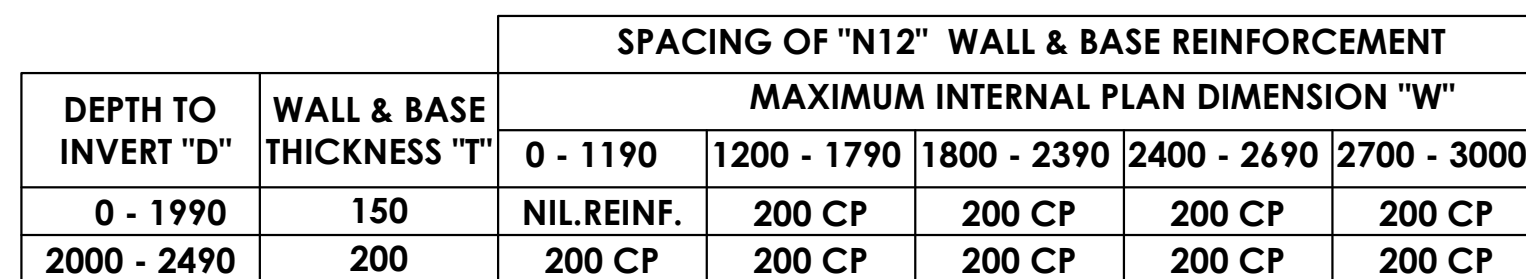 SPACING OF "N12" WALL & BASE REINFORCEMENT
DEPTH TO INVERT "D" WALL & BASE THICKNESS "T" MAXIMUM INTERNAL PLAN DIMENSION "W"
0 - 1190 1200 - 1790 1800 - 2390 2400 - 2690 2700 - 3000
0 - 1990 150 NIL.REINF. 200 CP 200 CP 200 CP 200 CP
2000 - 2490 200 200 CP 200 CP 200 CP 200 CP 200 CP